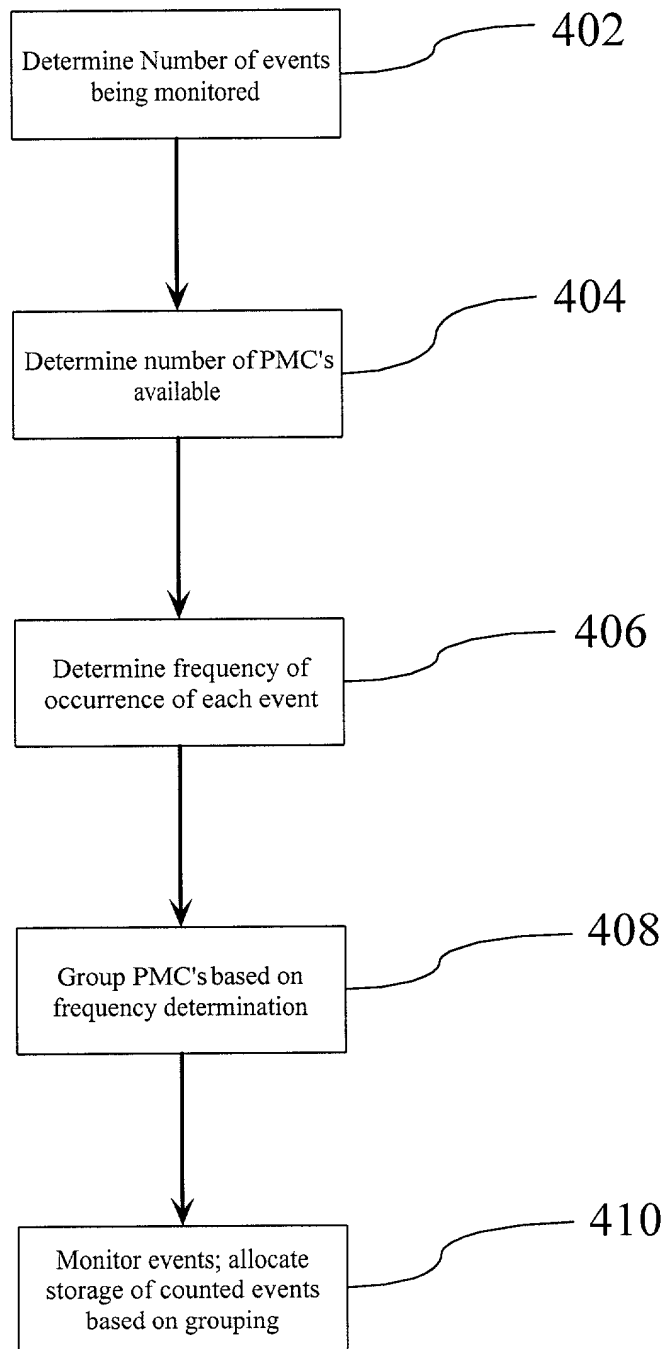 402
Determine Number of events
being monitored
404
Determine number of PMC's
available
406
Determine frequency of
occurrence of each event
408
Group PMC's based on
frequency determination
410
Monitor events; allocate
storage of counted events
based on grouping